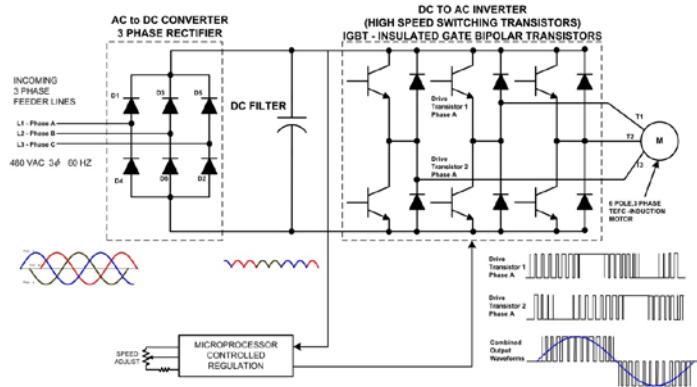 AC to DC CONVERTER
3 PHASE RECTIFIER
DC TO AC INVERTER
(HIGH SPEED SWITCHING TRANSISTORS)
IGBT - INSULATED GATE BIPOLAR TRANSISTORS
INCOMING
3 PHASE
FEEDER LINES
D1
D3
D5
DC FILTER
Drive
Transistor 1
Phase A
L1 - Phase A
L2 - Phase B
L3 - Phase C
T1
T2
T3
M
480 VAC 3ϕ 60 HZ
D4
D6
D2
Drive
Transistor 2
Phase A
6 POLE,3 PHASE
TEFC -INDUCTION
MOTOR
Drive
Transistor 1
Phase A
Drive
Transistor 2
Phase A
Combined
Output
Waveforms
SPEED
ADJUST
MICROPROCESSOR
CONTROLLED
REGULATION